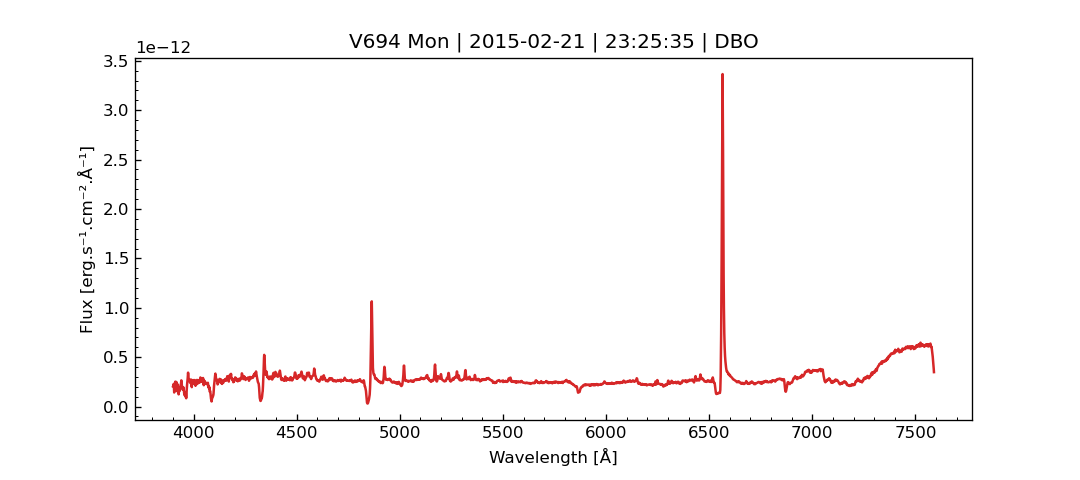 V694 Mon | 2015-02-21 | 23:25:35 | DBO
1e−12
3.5
3.0
2.5
2.0
1.5
1.0
0.5
0.0
Flux [erg.s⁻¹.cm⁻².Å⁻¹]
4000 4500 5000 5500 6000 6500 7000 7500
Wavelength [Å]